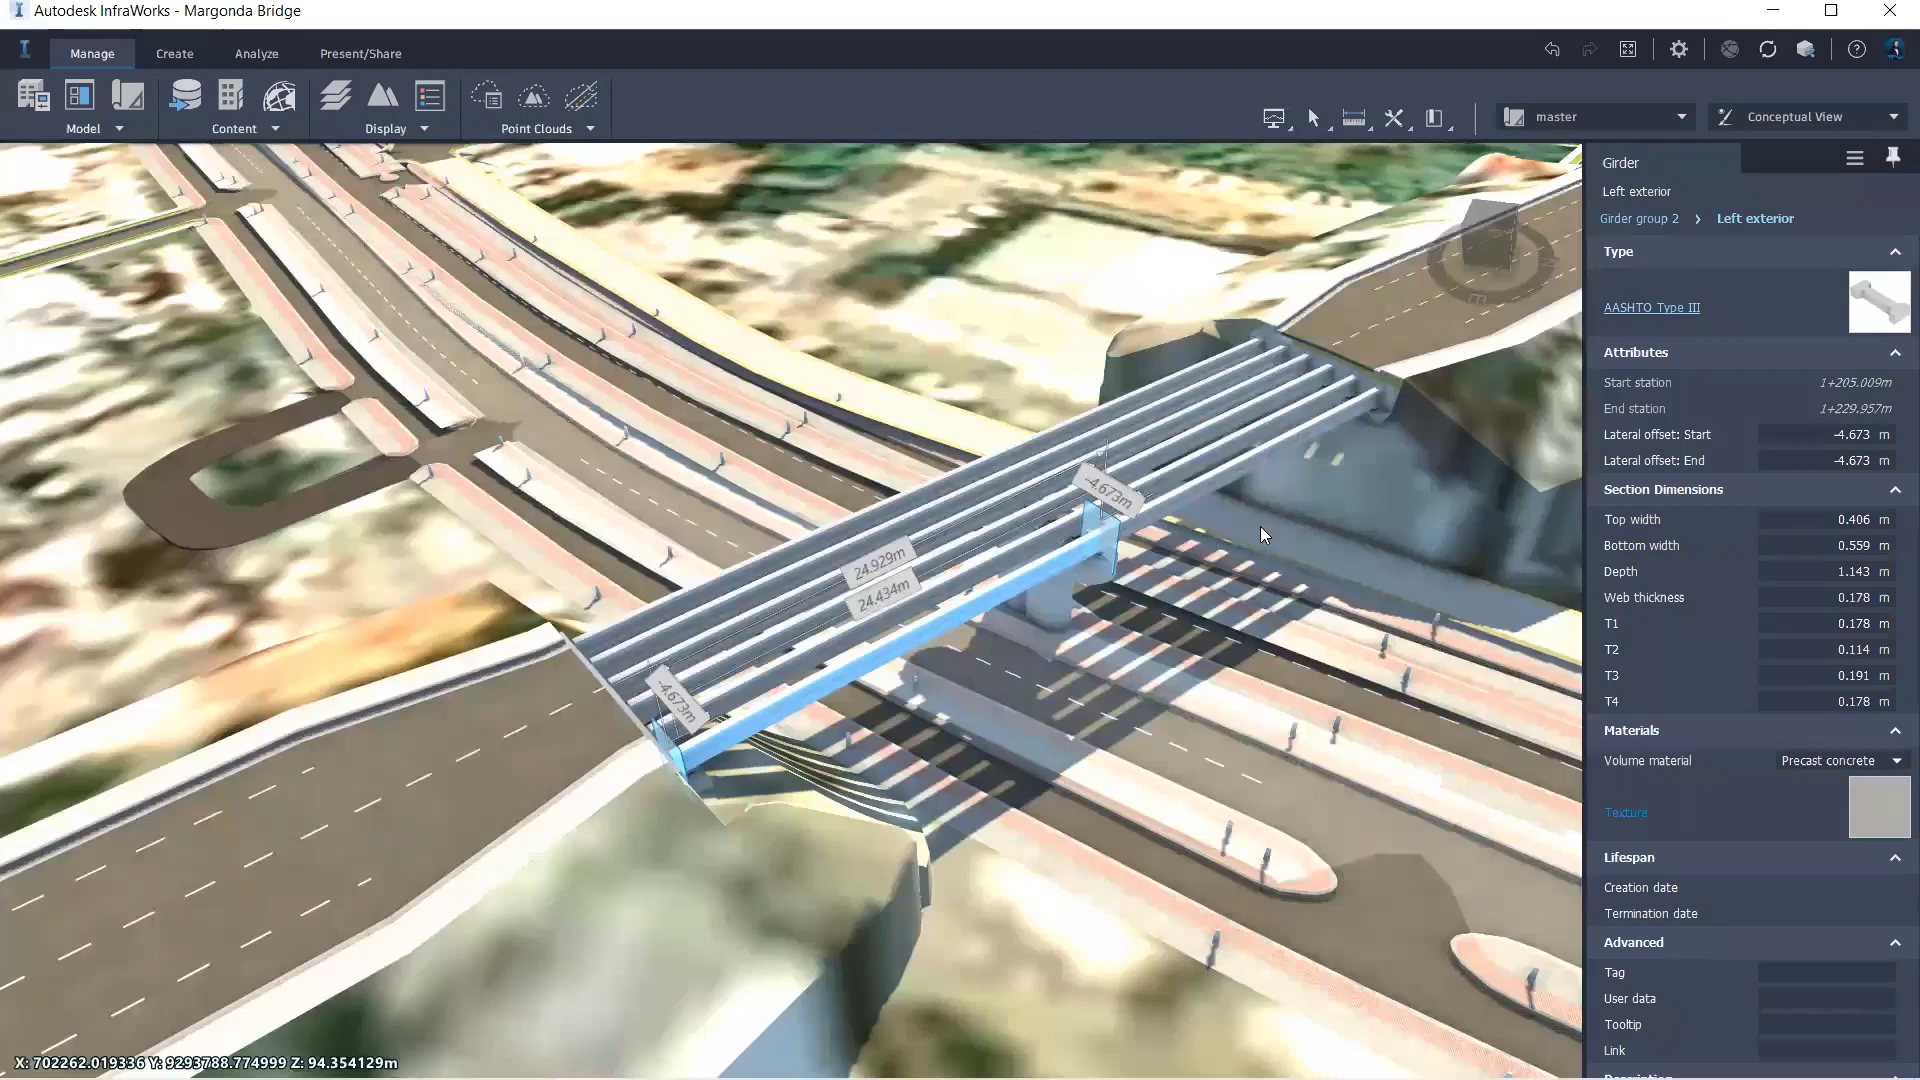 Autodesk InfraWorks - Margonda Bridge
Manage Create Analyze Present/Share
Model Content Display Point Clouds
master Conceptual View
Girder
Left exterior
Girder group 2 Left exterior
Type
AASHTO Type III
Attributes
Start station 1+205.009m
End station 1+229.957m
Lateral offset: Start -4.673 m
Lateral offset: End -4.673 m
Section Dimensions
Top width 0.406 m
Bottom width 0.559 m
Depth 1.143 m
Web thickness 0.178 m
T1 0.178 m
T2 0.114 m
T3 0.191 m
T4 0.178 m
Materials
Volume material Precast concrete
Texture
Lifespan
Creation date
Termination date
Advanced
Tag
User data
Tooltip
Link
-4.673m
24.929m
24.434m
-4.673m
X: 702262.019336 Y: 9293788.774999 Z: 94.354129m